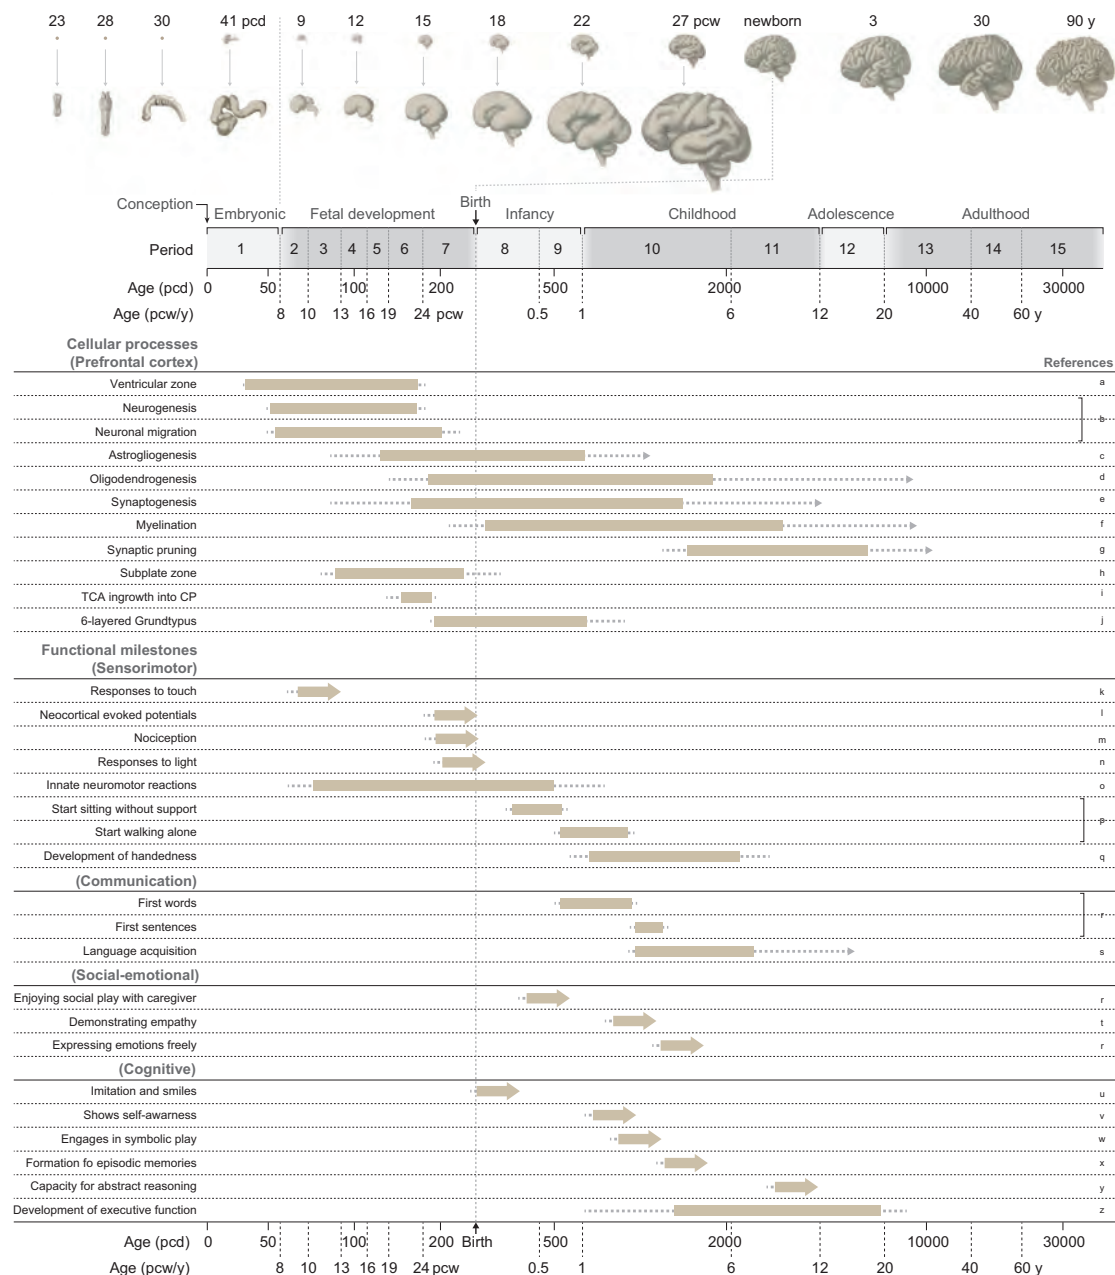 23 28 30 41 pcd 9 12 15 18 22 27 pcw newborn 3 30 90 y
Conception
Birth
Embryonic Fetal development Infancy Childhood Adolescence Adulthood
Period 1 2 3 4 5 6 7 8 9 10 11 12 13 14 15
Age (pcd) 0 50 100 200 500 2000 10000 30000
Age (pcw/y) 8 10 13 16 19 24 pcw 0.5 1 6 12 20 40 60 y
Cellular processes
(Prefrontal cortex)
References
Ventricular zone a
Neurogenesis
b
Neuronal migration
Astrogliogenesis c
Oligodendrogenesis d
Synaptogenesis e
Myelination f
Synaptic pruning g
Subplate zone h
TCA ingrowth into CP i
6-layered Grundtypus j
Functional milestones
(Sensorimotor)
Responses to touch k
Neocortical evoked potentials l
Nociception m
Responses to light n
Innate neuromotor reactions o
Start sitting without support
p
Start walking alone
Development of handedness q
(Communication)
First words
r
First sentences
Language acquisition s
(Social-emotional)
Enjoying social play with caregiver r
Demonstrating empathy t
Expressing emotions freely r
(Cognitive)
Imitation and smiles u
Shows self-awarness v
Engages in symbolic play w
Formation fo episodic memories x
Capacity for abstract reasoning y
Development of executive function z
Age (pcd) 0 50 100 200 Birth 500 2000 10000 30000
Age (pcw/y) 8 10 13 16 19 24 pcw 0.5 1 6 12 20 40 60 y